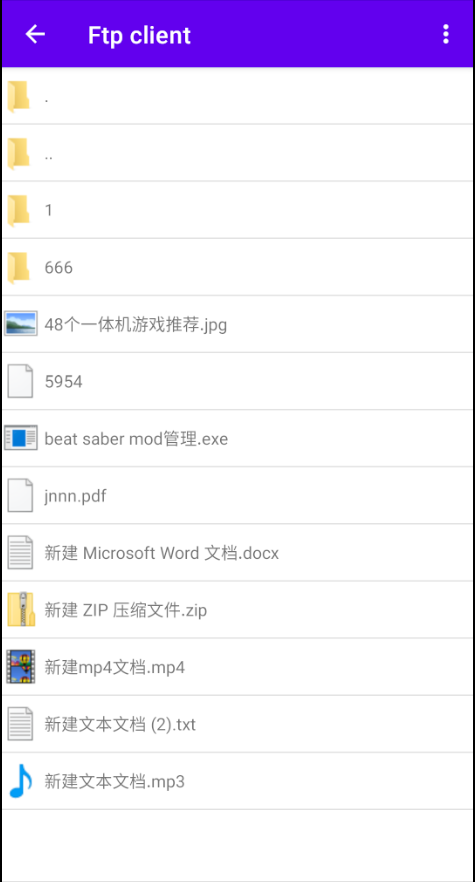 Ftp client
.
..
1
666
48个一体机游戏推荐.jpg
5954
beat saber mod管理.exe
jnnn.pdf
新建 Microsoft Word 文档.docx
新建 ZIP 压缩文件.zip
新建mp4文档.mp4
新建文本文档 (2).txt
新建文本文档.mp3